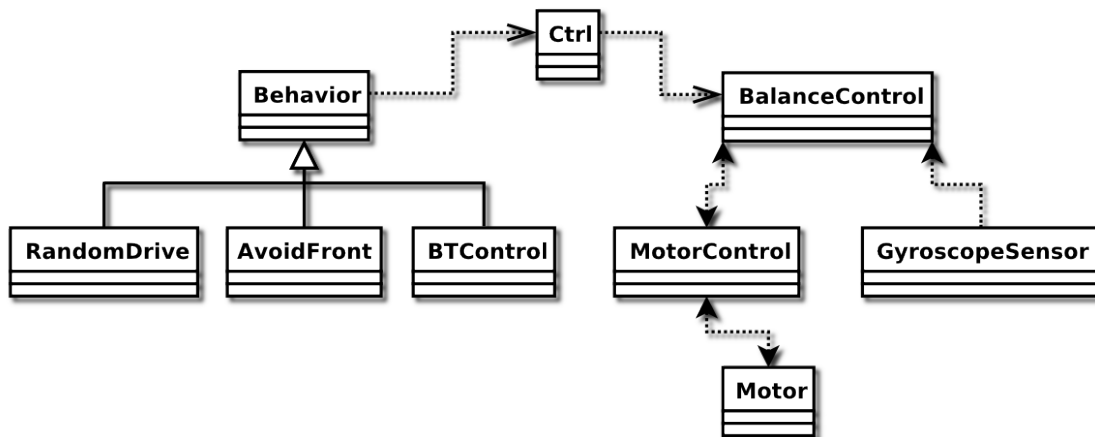 Ctrl
Behavior
BalanceControl
RandomDrive
AvoidFront
BTControl
MotorControl
GyroscopeSensor
Motor